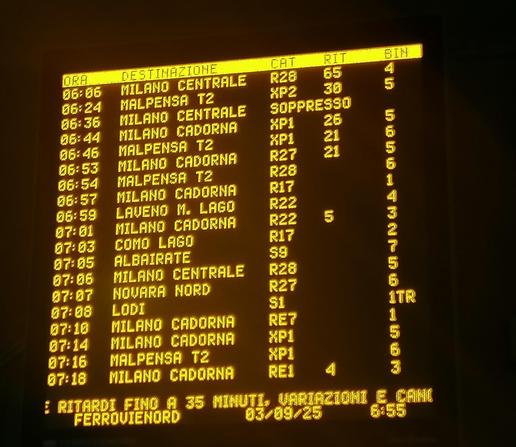 ORA DESTINAZIONE CAT RIT BIN
06:06 MILANO CENTRALE R28 65 4
06:24 MALPENSA T2 XP2 30 5
06:36 MILANO CENTRALE SOPPRESSO
06:44 MILANO CADORNA XP1 26 5
06:46 MALPENSA T2 XP1 21 6
06:53 MILANO CADORNA R27 21 5
06:54 MALPENSA T2 R28 6
06:57 MILANO CADORNA R17 1
06:59 LAVENO M. LAGO R22 4
07:01 MILANO CADORNA R22 5 3
07:03 COMO LAGO R17 2
07:05 ALBAIRATE S9 7
07:06 MILANO CENTRALE R28 5
07:07 NOVARA NORD R27 6
07:08 LODI S1 1TR
07:10 MILANO CADORNA RE7 1
07:14 MILANO CADORNA XP1 5
07:16 MALPENSA T2 XP1 6
07:18 MILANO CADORNA RE1 4 3
E RITARDI FINO A 35 MINUTI, VARIAZIONI E CANC
FERROVIENORD 03/09/25 6:55